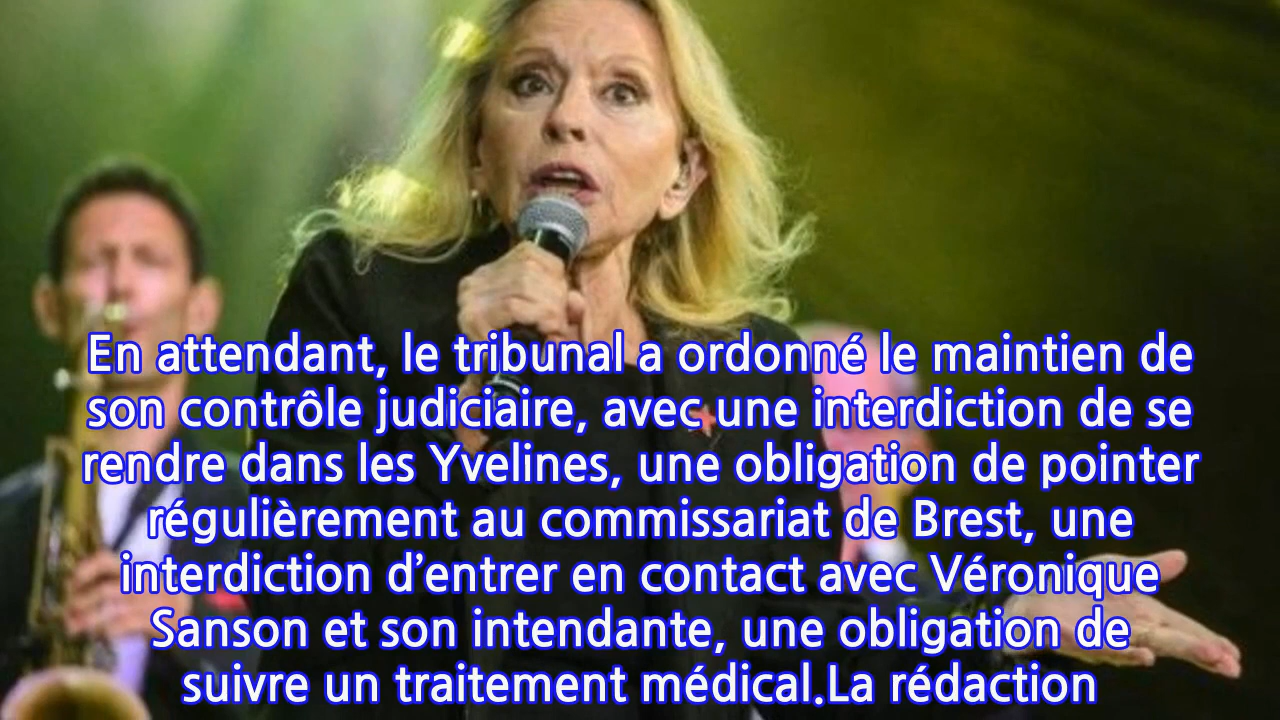 En attendant, le tribunal a ordonné le maintien de
son contrôle judiciaire, avec une interdiction de se
rendre dans les Yvelines, une obligation de pointer
régulièrement au commissariat de Brest, une
interdiction d’entrer en contact avec Véronique
Sanson et son intendante, une obligation de
suivre un traitement médical.La rédaction